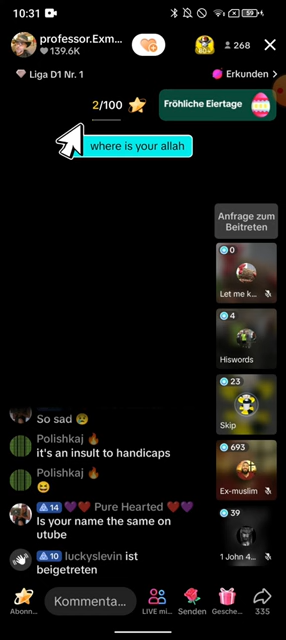 10:31
59
professor.Exm...
139.6K
268
Liga D1 Nr. 1
Erkunden >
2/100
Fröhliche Eiertage
where is your allah
Anfrage zum
Beitreten
0
Let me k...
4
Hiswords
23
Skip
693
Ex-muslim
39
1 John 4...
So sad 😢
Polishkaj 🔥
it's an insult to handicaps
Polishkaj 🔥
😆
14 💜❤️ Pure Hearted ❤️💜
Is your name the same on
utube
10 luckyslevin ist
beigetreten
Abonn...
Kommenta...
LIVE mi...
Senden
Gesche...
335